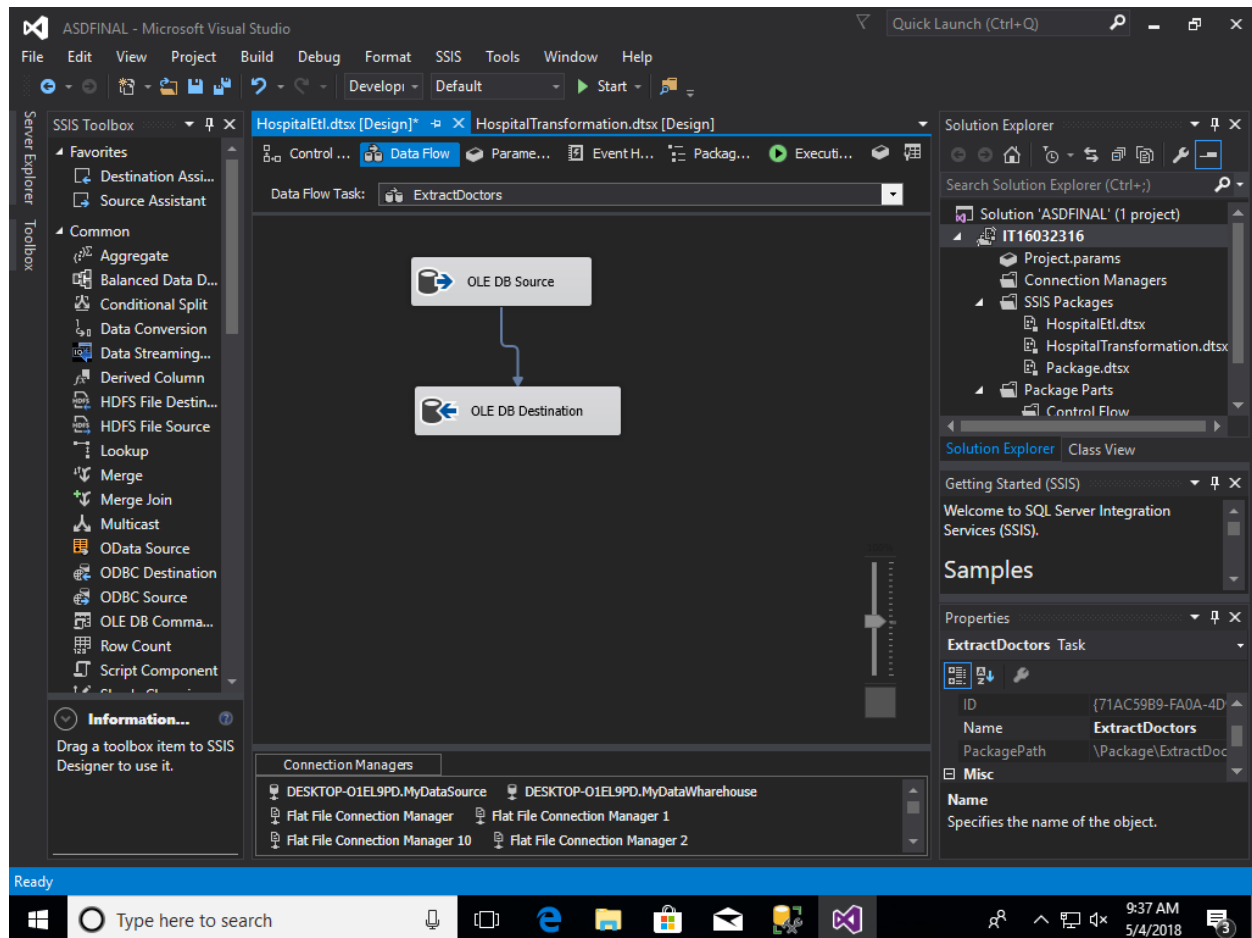 ASDFINAL - Microsoft Visual Studio
Quick Launch (Ctrl+Q)
File Edit View Project Build Debug Format SSIS Tools Window Help
Develop Default Start
Server Explorer
Toolbox
SSIS Toolbox
Favorites
Destination Assi...
Source Assistant
Common
Aggregate
Balanced Data D...
Conditional Split
Data Conversion
Data Streaming...
Derived Column
HDFS File Destin...
HDFS File Source
Lookup
Merge
Merge Join
Multicast
OData Source
ODBC Destination
ODBC Source
OLE DB Comma...
Row Count
Script Component
Information...
Drag a toolbox item to SSIS
Designer to use it.
HospitalEtl.dtsx [Design]* HospitalTransformation.dtsx [Design]
Control ... Data Flow Parame... Event H... Packag... Executi...
Data Flow Task: ExtractDoctors
OLE DB Source
OLE DB Destination
Connection Managers
DESKTOP-O1EL9PD.MyDataSource DESKTOP-O1EL9PD.MyDataWharehouse
Flat File Connection Manager Flat File Connection Manager 1
Flat File Connection Manager 10 Flat File Connection Manager 2
Solution Explorer
Search Solution Explorer (Ctrl+;)
Solution 'ASDFINAL' (1 project)
IT16032316
Project.params
Connection Managers
SSIS Packages
HospitalEtl.dtsx
HospitalTransformation.dtsx
Package.dtsx
Package Parts
Control Flow
Solution Explorer Class View
Getting Started (SSIS)
Welcome to SQL Server Integration
Services (SSIS).
Samples
Properties
ExtractDoctors Task
ID {71AC59B9-FA0A-4D
Name ExtractDoctors
PackagePath \Package\ExtractDoc
Misc
Name
Specifies the name of the object.
Ready
Type here to search
9:37 AM
5/4/2018
3